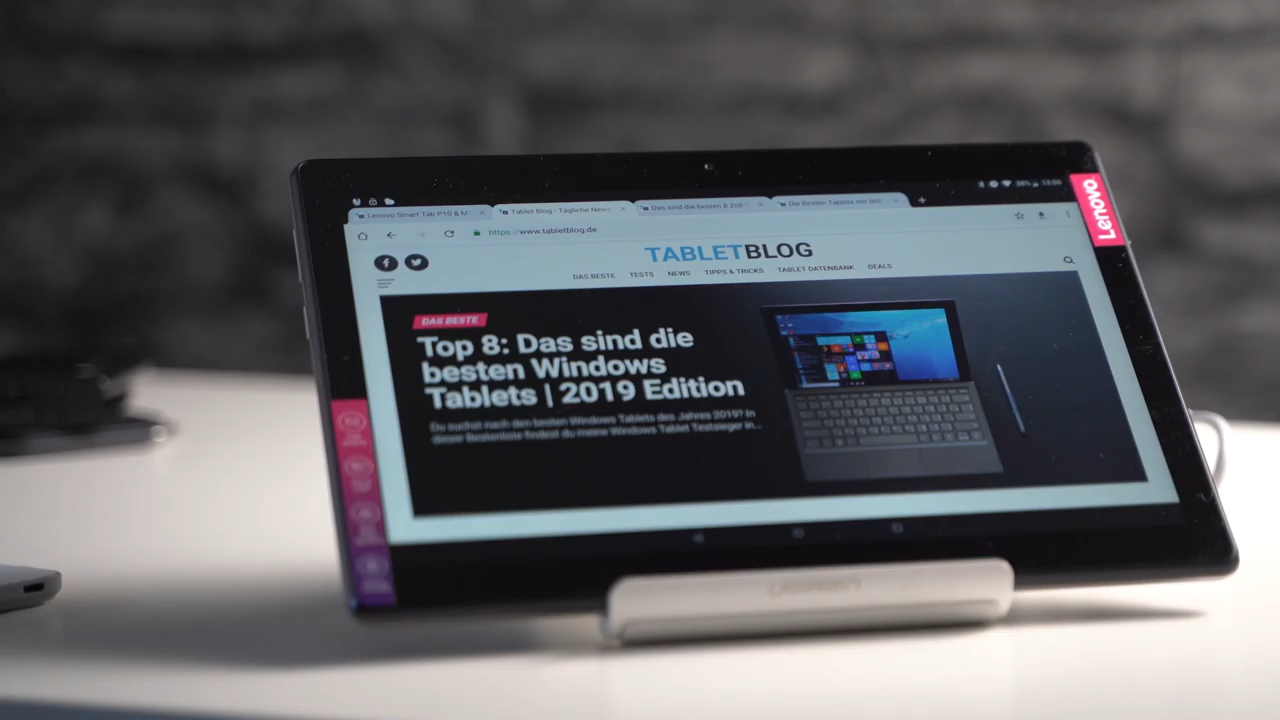 Lenovo Smart Tab P10 & M
Tablet Blog - Tägliche News,
Das sind die besten 8 Zoll
Die Besten Tablets mit
https://www.tabletblog.de
TABLETBLOG
DAS BESTE TESTS NEWS TIPPS & TRICKS TABLET DATENBANK DEALS
DAS BESTE
Top 8: Das sind die
besten Windows
Tablets | 2019 Edition
Du suchst nach den besten Windows Tablets des Jahres 2019? In
dieser Bestenliste findest du meine Windows Tablet Testsieger in...
Lenovo